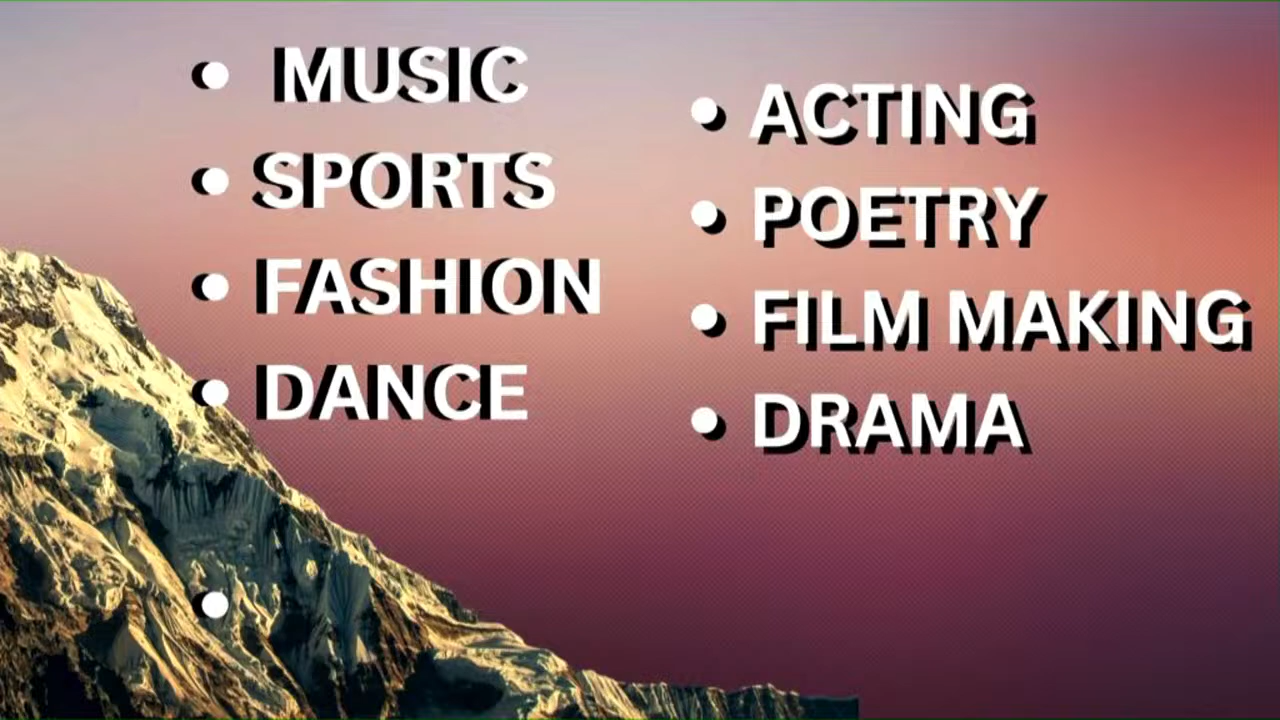 • MUSIC
• SPORTS
• FASHION
• DANCE
•
• ACTING
• POETRY
• FILM MAKING
• DRAMA